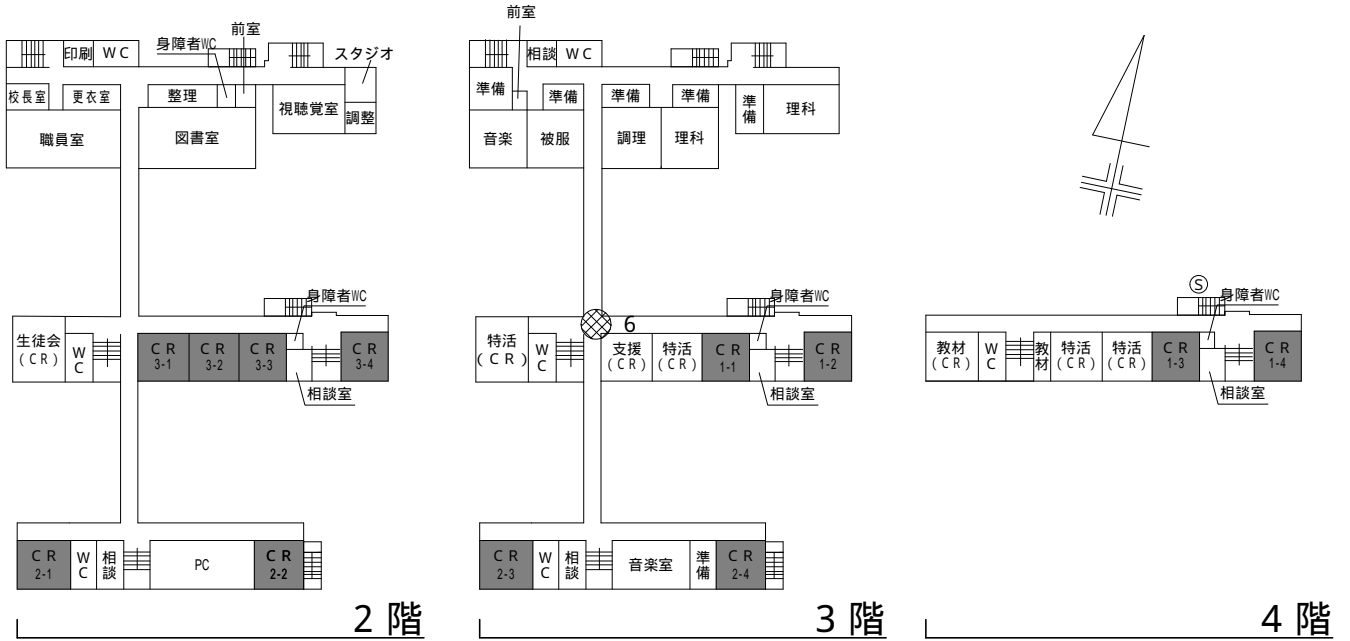 前室
身障者WC
印刷
WC
スタジオ
校長室
更衣室
整理
視聴覚室
調整
職員室
図書室
身障者WC
生徒会
(CR)
WC
CR
3-1
CR
3-2
CR
3-3
CR
3-4
相談室
CR
2-1
WC
相談
PC
CR
2-2
2階
前室
相談
WC
準備
準備
準備
準備
準備
理科
音楽
被服
調理
理科
6
身障者WC
特活
(CR)
WC
支援
(CR)
特活
(CR)
CR
1-1
CR
1-2
相談室
CR
2-3
WC
相談
音楽室
準備
CR
2-4
3階
S
身障者WC
教材
(CR)
WC
教材
特活
(CR)
特活
(CR)
CR
1-3
CR
1-4
相談室
4階